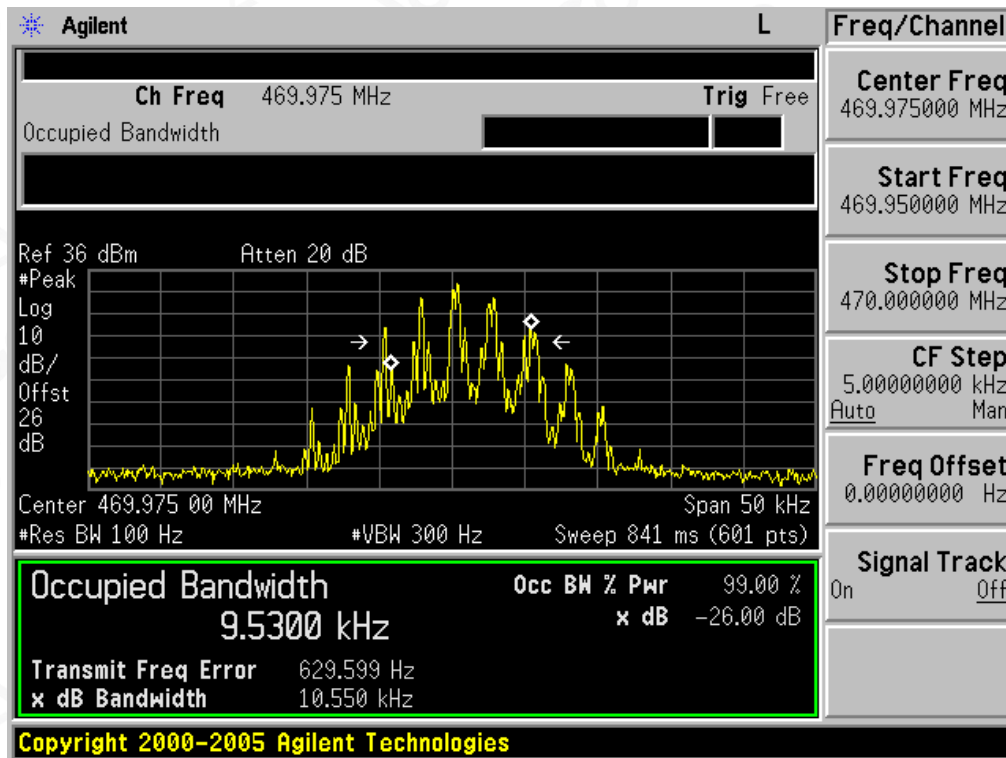 Agilent L
Freq/Channel
Ch Freq 469.975 MHz Trig Free
Occupied Bandwidth
Center Freq
469.975000 MHz
Start Freq
469.950000 MHz
Stop Freq
470.000000 MHz
CF Step
5.00000000 kHz
Auto Man
Freq Offset
0.00000000 Hz
Signal Track
On Off
Ref 36 dBm Atten 20 dB
#Peak
Log
10
dB/
Offst
26
dB
Center 469.975 00 MHz Span 50 kHz
#Res BW 100 Hz #VBW 300 Hz Sweep 841 ms (601 pts)
Occupied Bandwidth Occ BW % Pwr 99.00 %
9.5300 kHz x dB -26.00 dB
Transmit Freq Error 629.599 Hz
x dB Bandwidth 10.550 kHz
Copyright 2000-2005 Agilent Technologies